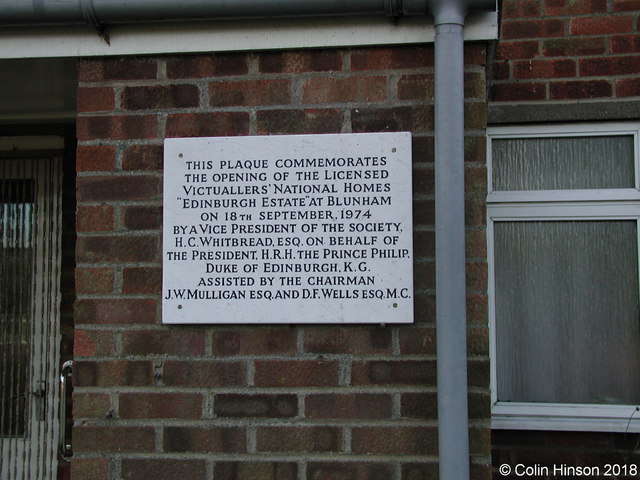 THIS PLAQUE COMMEMORATES
THE OPENING OF THE LICENSED
VICTUALLERS' NATIONAL HOMES
"EDINBURGH ESTATE" AT BLUNHAM
ON 18TH SEPTEMBER, 1974
BY A VICE PRESIDENT OF THE SOCIETY,
H.C. WHITBREAD, ESQ. ON BEHALF OF
THE PRESIDENT, H.R.H. THE PRINCE PHILIP,
DUKE OF EDINBURGH, K.G.
ASSISTED BY THE CHAIRMAN
J.W. MULLIGAN ESQ. AND D.F. WELLS ESQ. M.C.
© Colin Hinson 2018